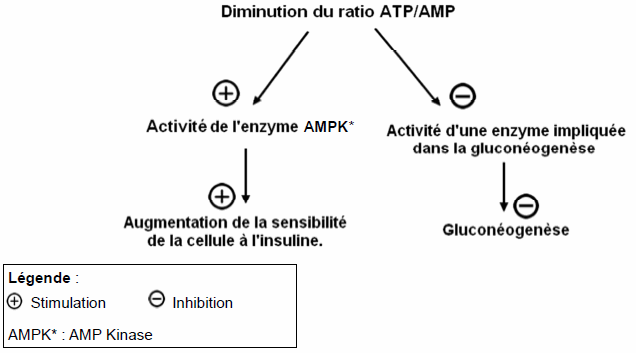 Diminution du ratio ATP/AMP
+
−
Activité de l'enzyme AMPK*
Activité d'une enzyme impliquée
dans la gluconéogenèse
+
−
Augmentation de la sensibilité
de la cellule à l'insuline.
Gluconéogenèse
Légende :
+ Stimulation
− Inhibition
AMPK* : AMP Kinase